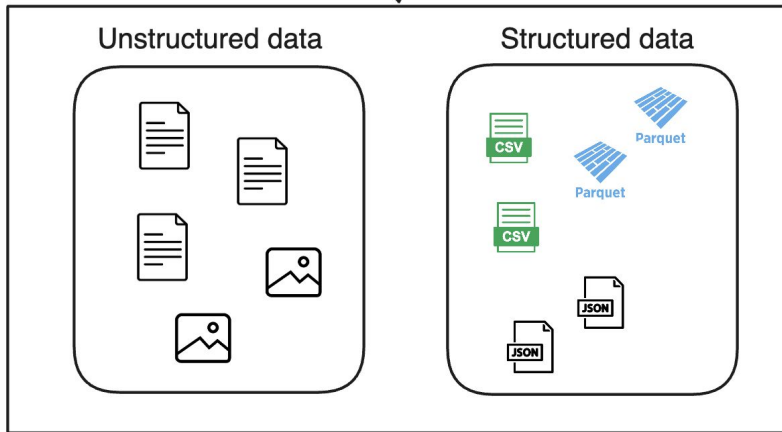 Unstructured data
Structured data
CSV
Parquet
Parquet
CSV
JSON
JSON